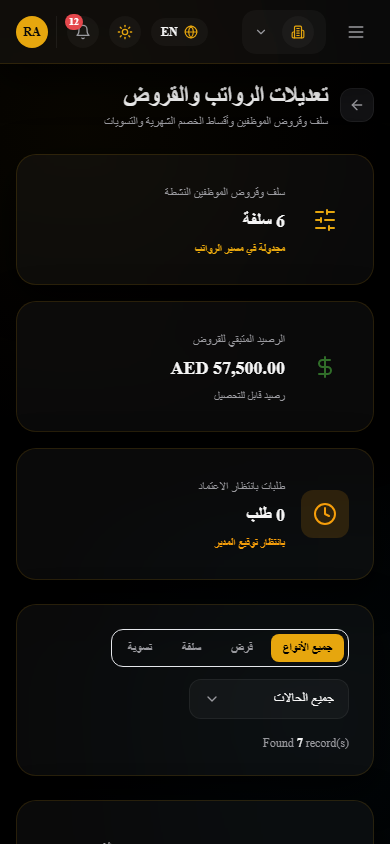 RA
12
EN
تعديلات الرواتب والقروض
سلف وقروض الموظفين وأقساط الخصم الشهرية والتسويات
سلف وقروض الموظفين النشطة
6 سلفة
مجدولة في مسير الرواتب
الرصيد المتبقي للقروض
AED 57,500.00
رصيد قابل للتحصيل
طلبات بانتظار الاعتماد
0 طلب
بانتظار توقيع المدير
جميع الأنواع قرض سلفة تسوية
جميع الحالات
Found 7 record(s)